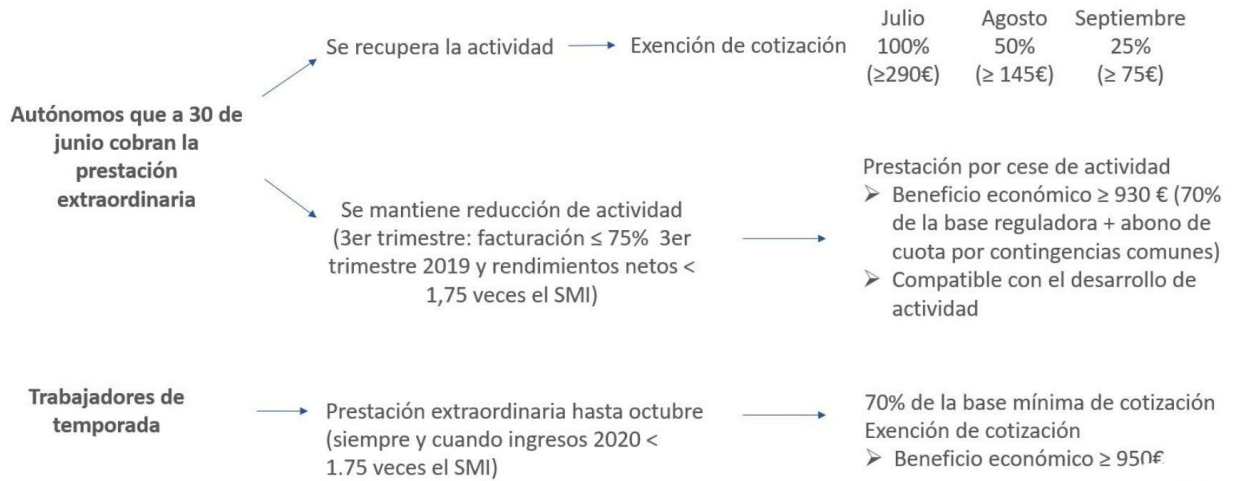 Julio Agosto Septiembre
Se recupera la actividad Exención de cotización 100% 50% 25%
(≥290€) (≥ 145€) (≥ 75€)
Autónomos que a 30 de
junio cobran la
prestación
extraordinaria
Se mantiene reducción de actividad
(3er trimestre: facturación ≤ 75% 3er
trimestre 2019 y rendimientos netos <
1,75 veces el SMI)
Prestación por cese de actividad
➢ Beneficio económico ≥ 930 € (70%
de la base reguladora + abono de
cuota por contingencias comunes)
➢ Compatible con el desarrollo de
actividad
Trabajadores de
temporada
Prestación extraordinaria hasta octubre
(siempre y cuando ingresos 2020 <
1.75 veces el SMI)
70% de la base mínima de cotización
Exención de cotización
➢ Beneficio económico ≥ 950€